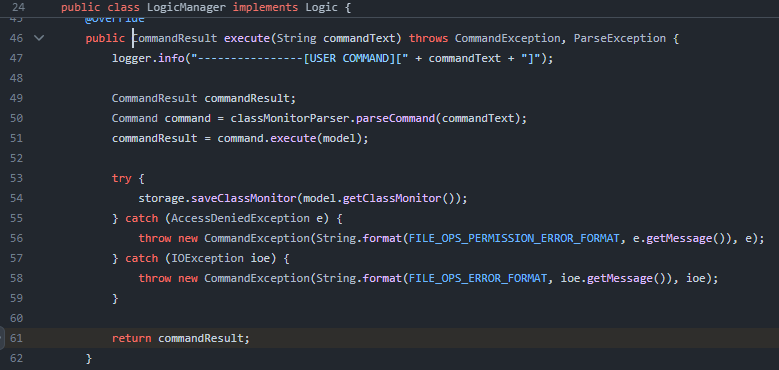 24 public class LogicManager implements Logic {
45 @Override
46 public CommandResult execute(String commandText) throws CommandException, ParseException {
47 logger.info("----------------[USER COMMAND][" + commandText + "]");
48
49 CommandResult commandResult;
50 Command command = classMonitorParser.parseCommand(commandText);
51 commandResult = command.execute(model);
52
53 try {
54 storage.saveClassMonitor(model.getClassMonitor());
55 } catch (AccessDeniedException e) {
56 throw new CommandException(String.format(FILE_OPS_PERMISSION_ERROR_FORMAT, e.getMessage()), e);
57 } catch (IOException ioe) {
58 throw new CommandException(String.format(FILE_OPS_ERROR_FORMAT, ioe.getMessage()), ioe);
59 }
60
61 return commandResult;
62 }